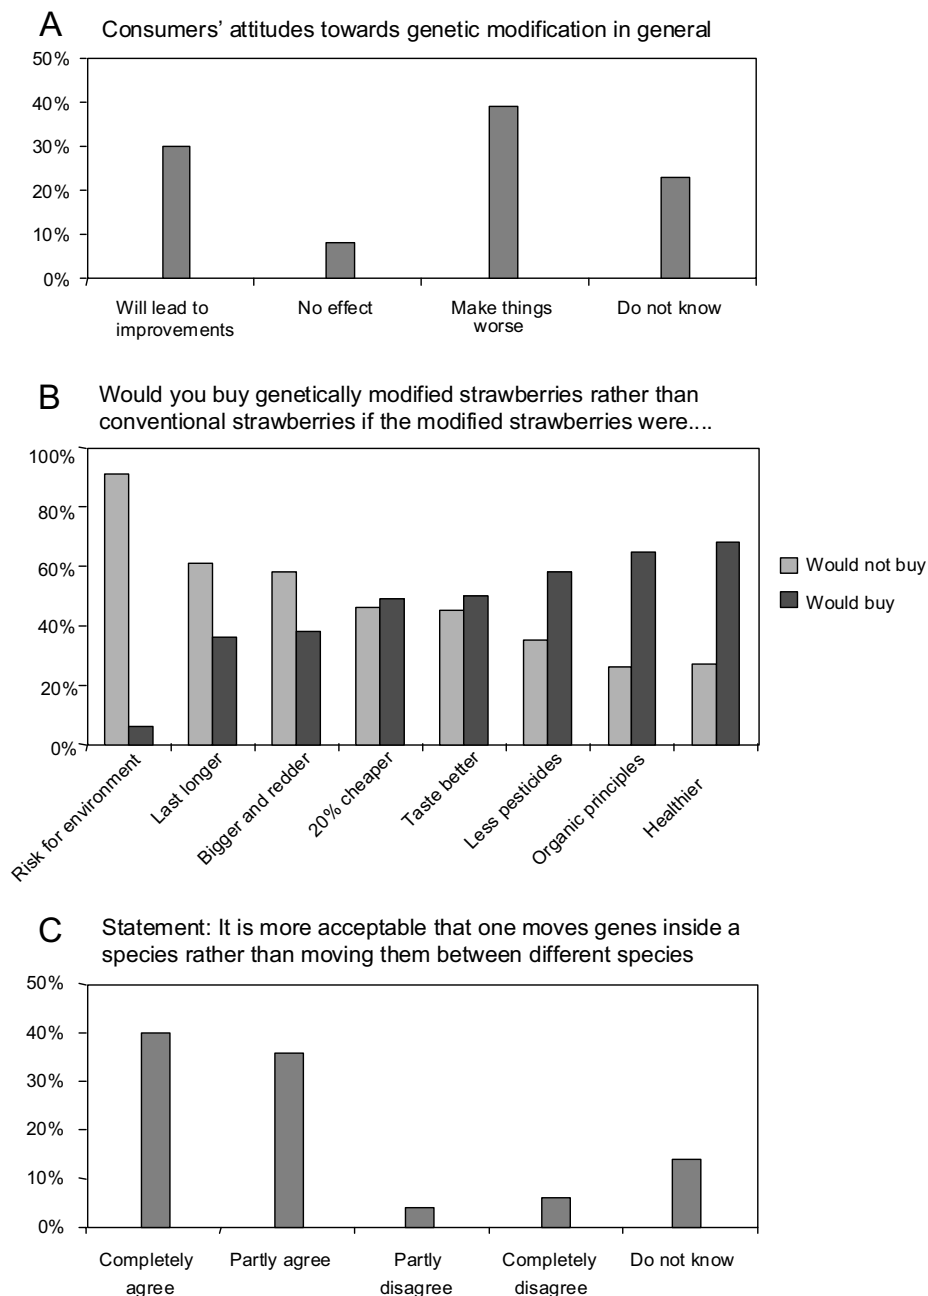 A
Consumers’ attitudes towards genetic modification in general
50%
40%
30%
20%
10%
0%
Will lead to
improvements
No effect
Make things
worse
Do not know
B
Would you buy genetically modified strawberries rather than
conventional strawberries if the modified strawberries were....
100%
80%
60%
40%
20%
0%
Risk for environment
Last longer
Bigger and redder
20% cheaper
Taste better
Less pesticides
Organic principles
Healthier
Would not buy
Would buy
C
Statement: It is more acceptable that one moves genes inside a
species rather than moving them between different species
50%
40%
30%
20%
10%
0%
Completely
agree
Partly agree
Partly
disagree
Completely
disagree
Do not know